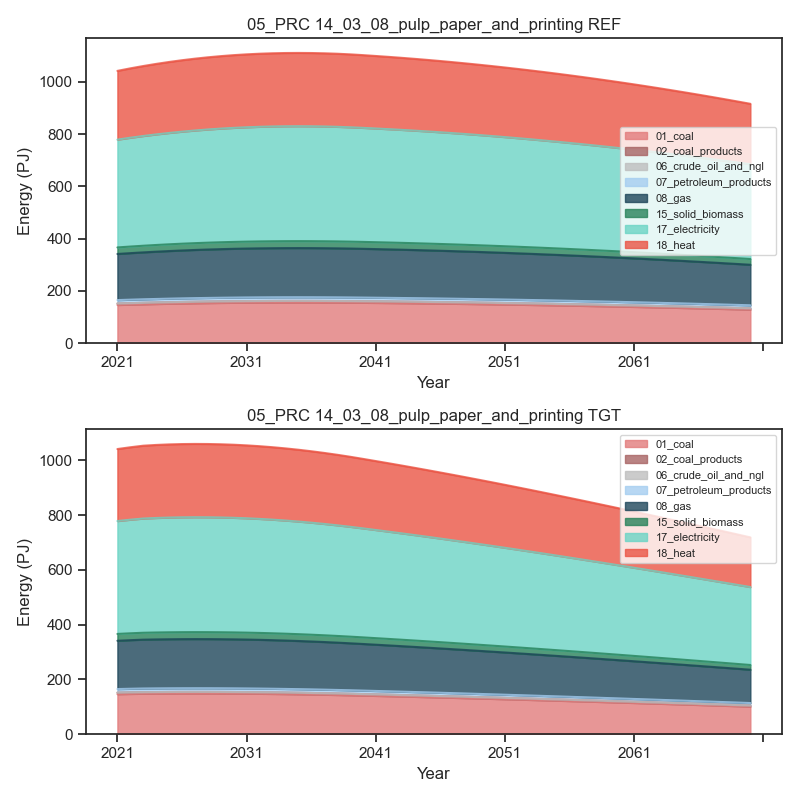 05_PRC 14_03_08_pulp_paper_and_printing REF
1000
800
600
400
200
0
Energy (PJ)
01_coal
02_coal_products
06_crude_oil_and_ngl
07_petroleum_products
08_gas
15_solid_biomass
17_electricity
18_heat
2021 2031 2041 2051 2061
Year
05_PRC 14_03_08_pulp_paper_and_printing TGT
1000
800
600
400
200
0
Energy (PJ)
01_coal
02_coal_products
06_crude_oil_and_ngl
07_petroleum_products
08_gas
15_solid_biomass
17_electricity
18_heat
2021 2031 2041 2051 2061
Year